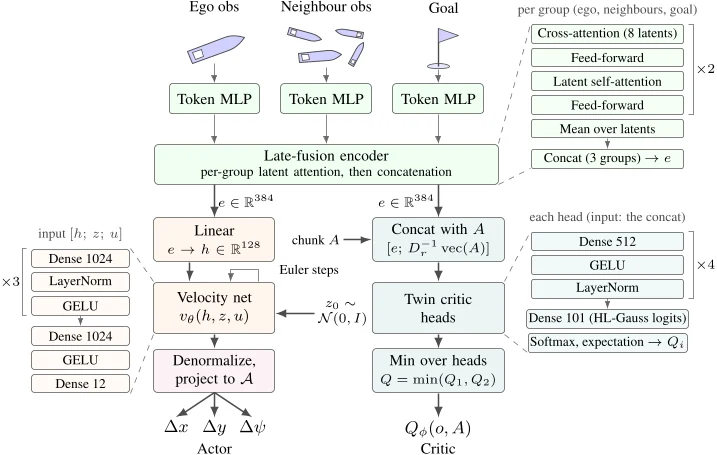 Ego obs
Neighbour obs
Goal
Token MLP
Token MLP
Token MLP
Late-fusion encoder
per-group latent attention, then concatenation
e ∈ ℝ³⁸⁴
e ∈ ℝ³⁸⁴
Linear
e → h ∈ ℝ¹²⁸
chunk A
Concat with A
[e; D_r^{-1} vec(A)]
Euler steps
Velocity net
v_θ(h, z, u)
z₀ ∼
𝒩(0, I)
Twin critic
heads
Denormalize,
project to 𝒜
Min over heads
Q = min(Q₁, Q₂)
Δx
Δy
Δψ
Actor
Q_ϕ(o, A)
Critic
input [h; z; u]
Dense 1024
LayerNorm
GELU
×3
Dense 1024
GELU
Dense 12
per group (ego, neighbours, goal)
Cross-attention (8 latents)
Feed-forward
Latent self-attention
Feed-forward
×2
Mean over latents
Concat (3 groups) → e
each head (input: the concat)
Dense 512
GELU
LayerNorm
×4
Dense 101 (HL-Gauss logits)
Softmax, expectation → Q_i